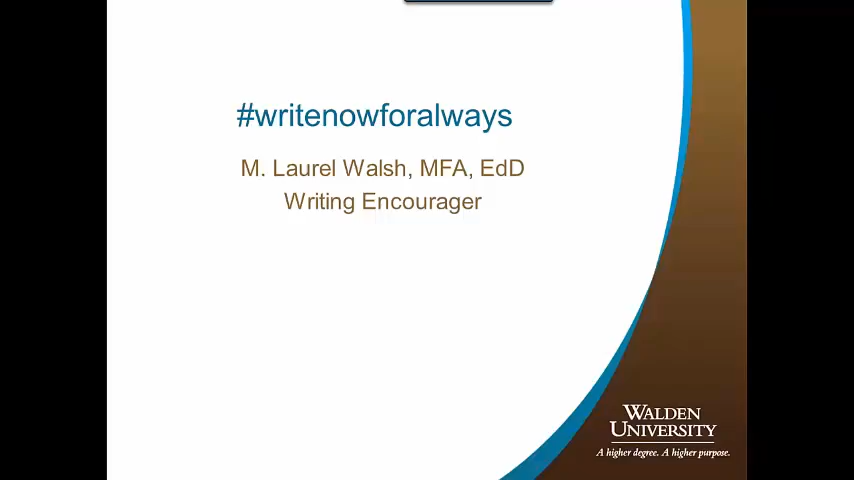 #writenowforalways
M. Laurel Walsh, MFA, EdD
Writing Encourager
WALDEN
UNIVERSITY
A higher degree. A higher purpose.